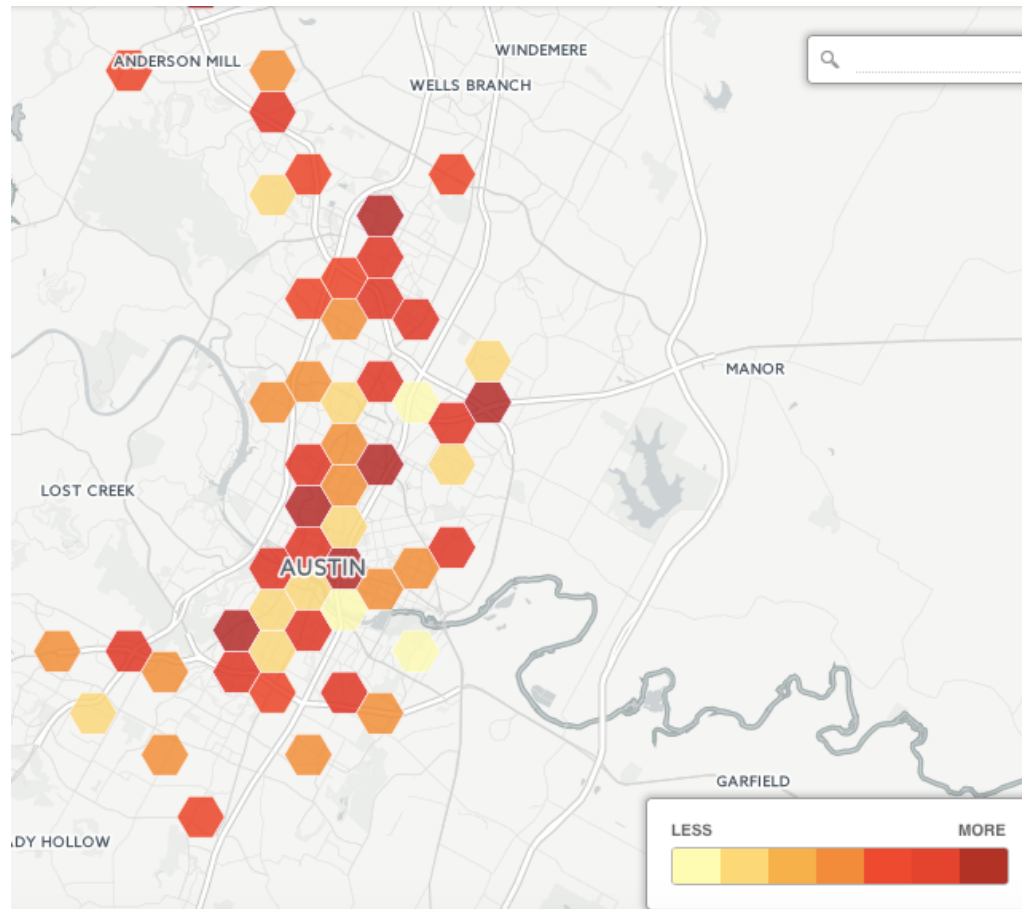 WINDEMERE
ANDERSON MILL
WELLS BRANCH
MANOR
LOST CREEK
AUSTIN
GARFIELD
ADY HOLLOW
LESS
MORE